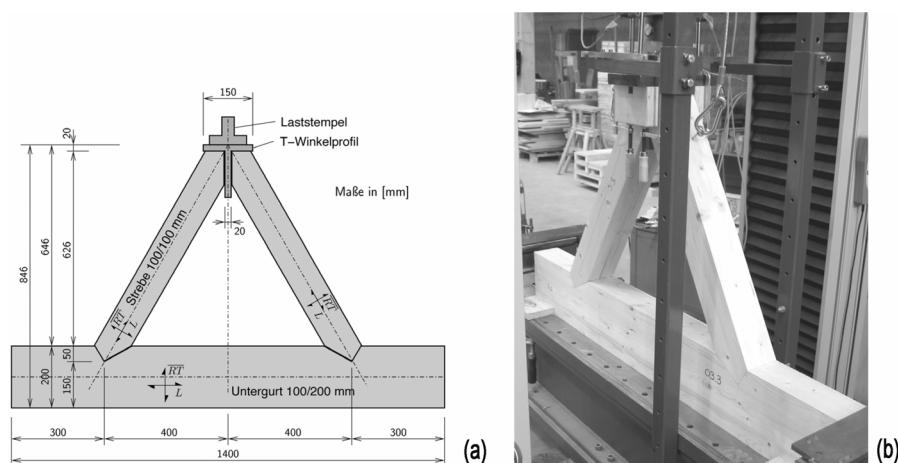 150
20
Laststempel
T-Winkelprofil
Maße in [mm]
846
646
626
20
Strebe 100/100 mm
RT
L
RT
L
50
200
150
RT
L
Untergurt 100/200 mm
300
400
400
300
1400
(a)
03.3
(b)